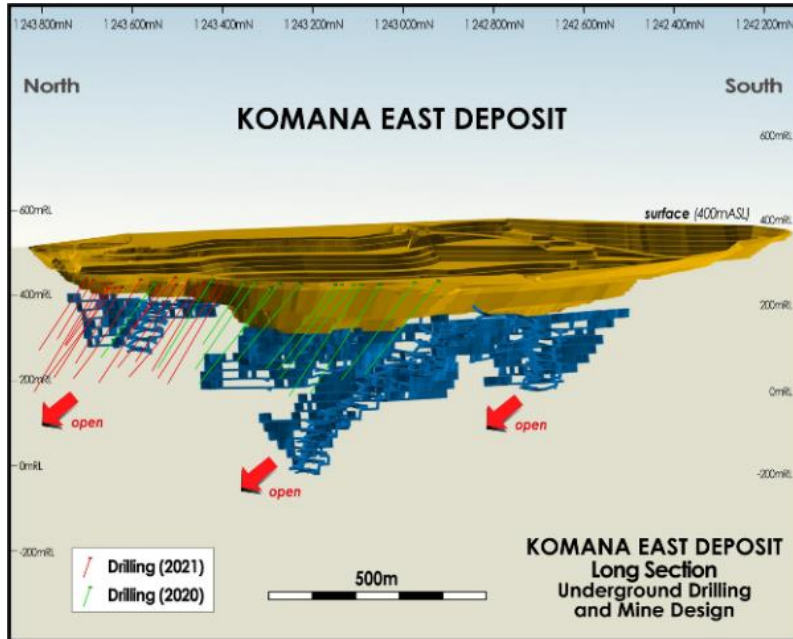 1 243 800mN 1 243 600mN 1 243 400mN 1 243 200mN 1 243 000mN 1 242 800mN 1 242 600mN 1 242 400mN 1 242 200mN
North South
KOMANA EAST DEPOSIT
600mRL
600mRL
surface (400mASL)
400mRL
400mRL
200mRL
200mRL
0mRL
open
open
0mRL
open
-200mRL
-200mRL
Drilling (2021)
Drilling (2020)
500m
KOMANA EAST DEPOSIT
Long Section
Underground Drilling
and Mine Design